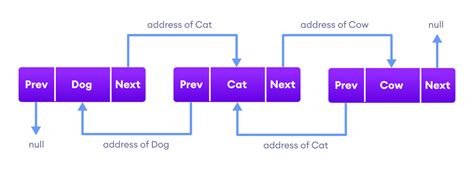 address of Cat
address of Cow
null
Prev Dog Next
Prev Cat Next
Prev Cow Next
null
address of Dog
address of Cat